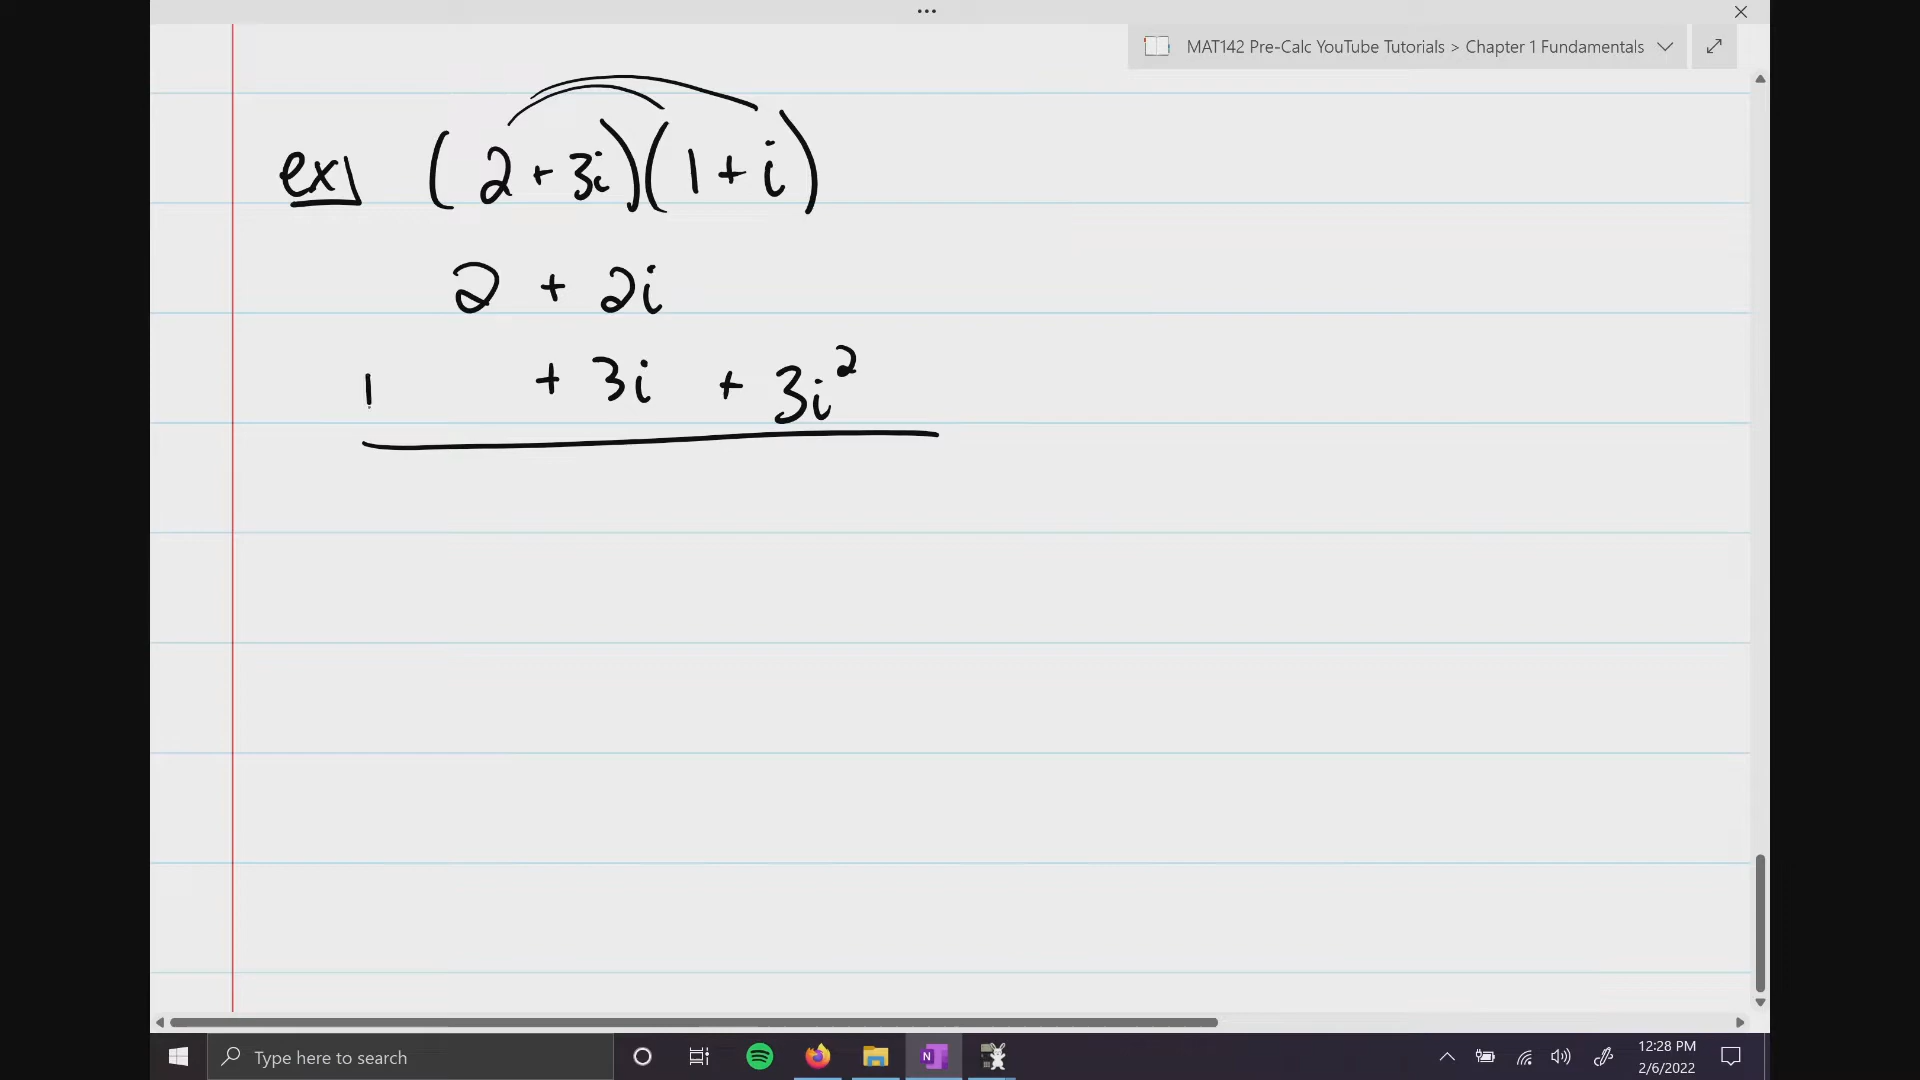 ...
MAT142 Pre-Calc YouTube Tutorials > Chapter 1 Fundamentals
ex) (2 + 3i)(1 + i)
2 + 2i
+ 3i + 3i²
Type here to search
12:28 PM
2/6/2022